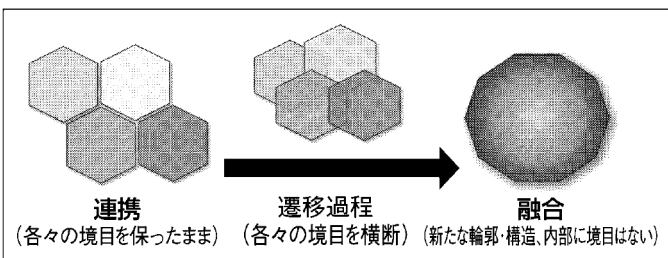 連携
(各々の境目を保ったまま)
遷移過程
(各々の境目を横断)
融合
(新たな輪郭・構造、内部に境目はない)